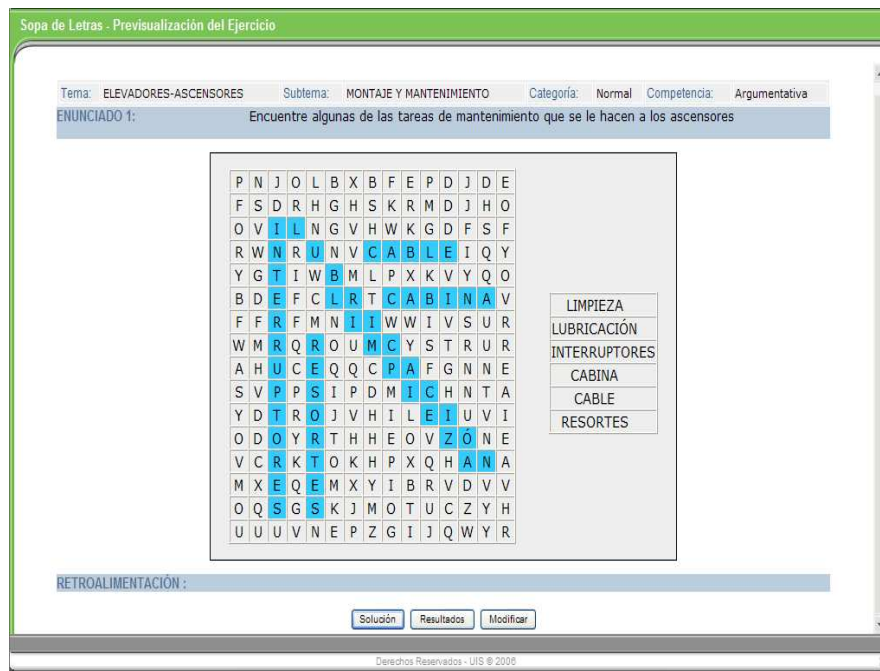 Sopa de Letras - Previsualización del Ejercicio
Tema: ELEVADORES-ASCENSORES Subtema: MONTAJE Y MANTENIMIENTO Categoría: Normal Competencia: Argumentativa
ENUNCIADO 1: Encuentre algunas de las tareas de mantenimiento que se le hacen a los ascensores
P N J O L B X B F E P D J D E
F S D R H G H S K R M D J H O
O V I L N G V H W K G D F S F
R W N R U N V C A B L E I Q Y
Y G T I W B M L P X K V Y Q O
B D E F C L R T C A B I N A V
F F R F M N I I W W I V S U R
W M R Q R O U M C Y S T R U R
A H U C E Q Q C P A F G N N E
S V P P S I P D M I C H N T A
Y D T R O J V H I L E I U V I
O D O Y R T H H E O V Z Ó N E
V C R K T O K H P X Q H A N A
M X E Q E M X Y I B R V D V V
O Q S G S K J M O T U C Z Y H
U U U V N E P Z G I J Q W Y R
LIMPIEZA
LUBRICACIÓN
INTERRUPTORES
CABINA
CABLE
RESORTES
RETROALIMENTACIÓN :
Solución Resultados Modificar
Derechos Reservados - UIS © 2006